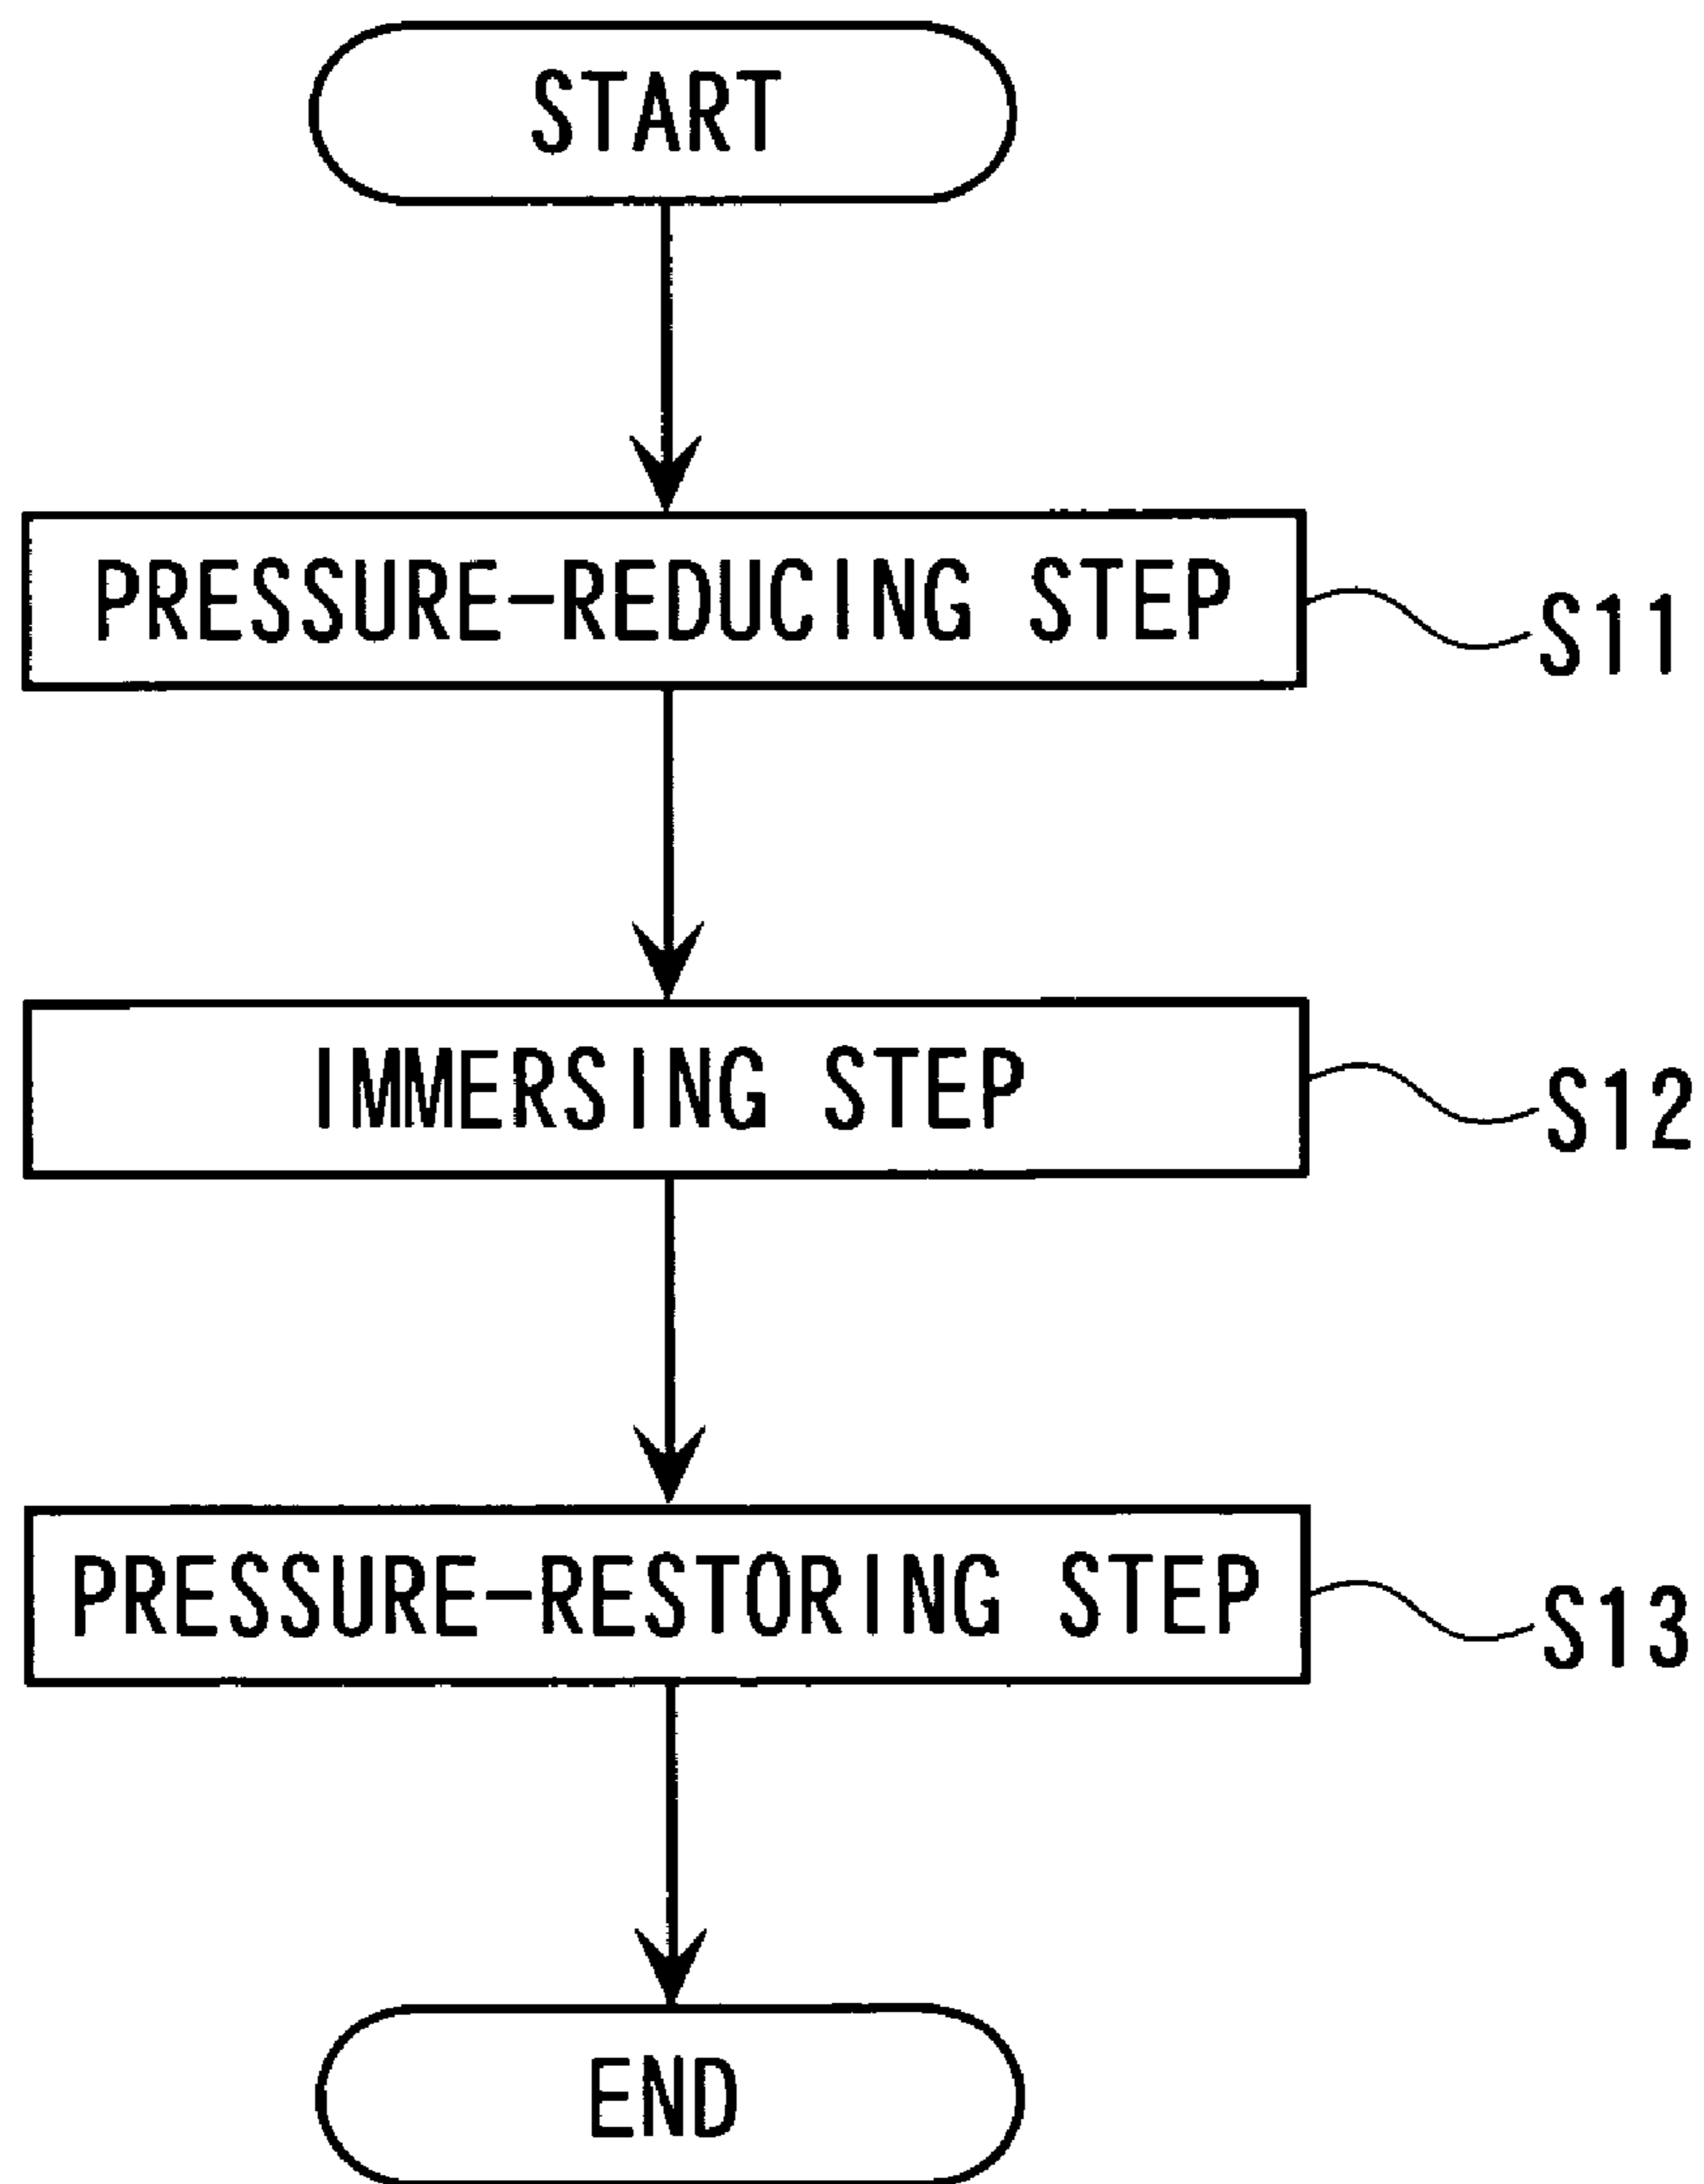 START
PRESSURE-REDUCING STEP
S11
IMMERSING STEP
S12
PRESSURE-RESTORING STEP
S13
END